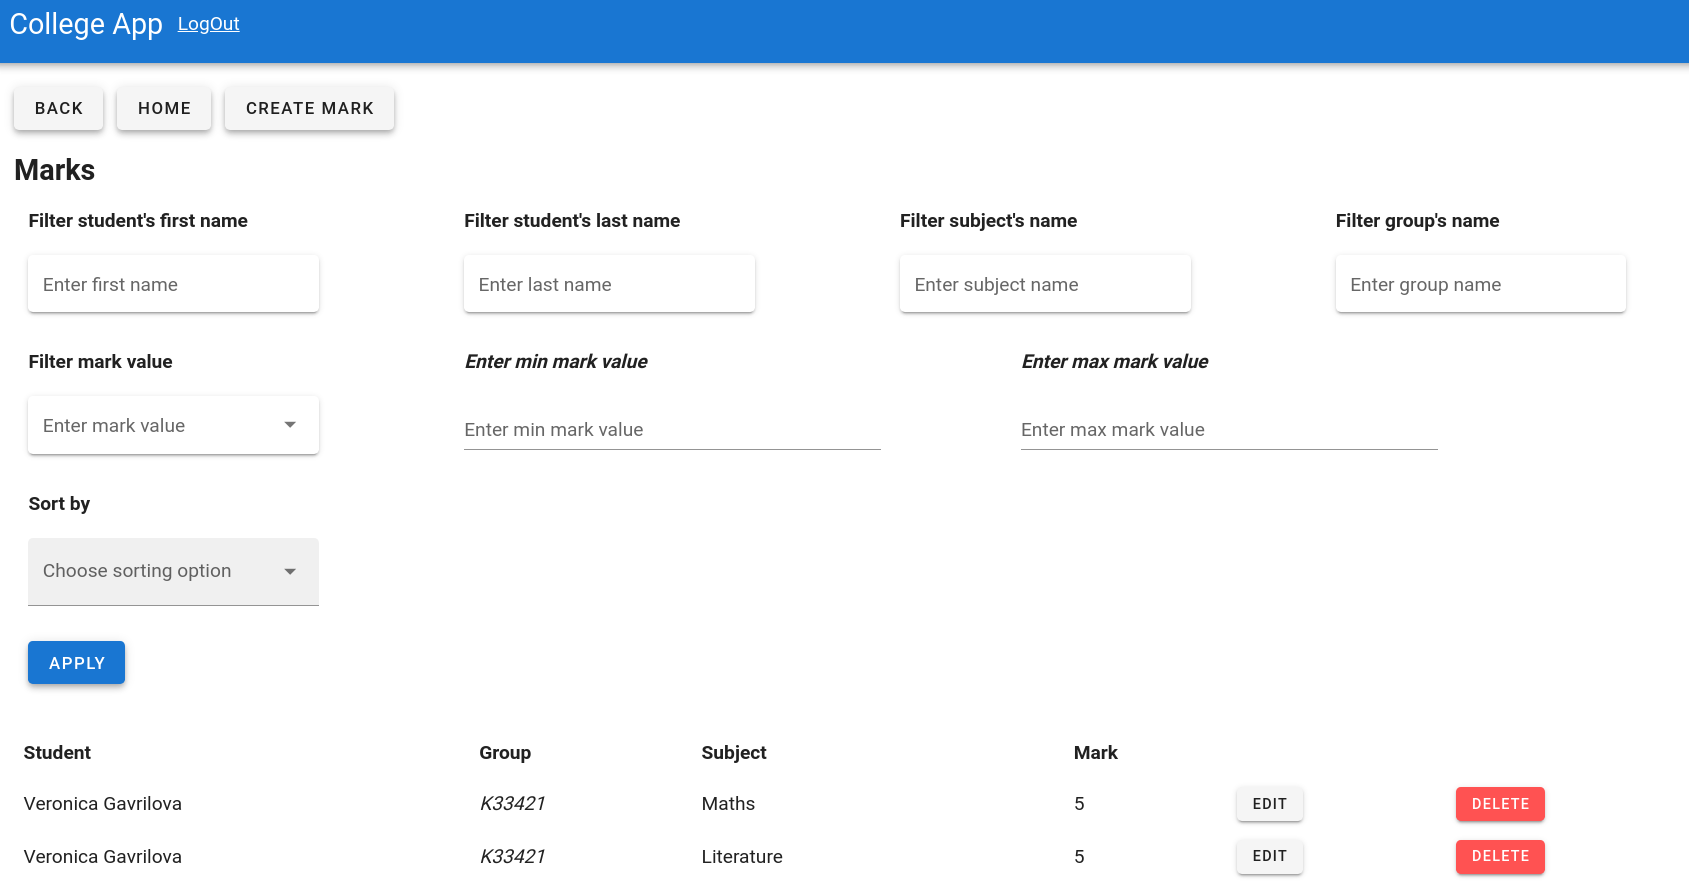 College App LogOut
BACK HOME CREATE MARK
Marks
Filter student's first name Filter student's last name Filter subject's name Filter group's name
Enter first name Enter last name Enter subject name Enter group name
Filter mark value Enter min mark value Enter max mark value
Enter mark value Enter min mark value Enter max mark value
Sort by
Choose sorting option
APPLY
Student Group Subject Mark
Veronica Gavrilova K33421 Maths 5 EDIT DELETE
Veronica Gavrilova K33421 Literature 5 EDIT DELETE